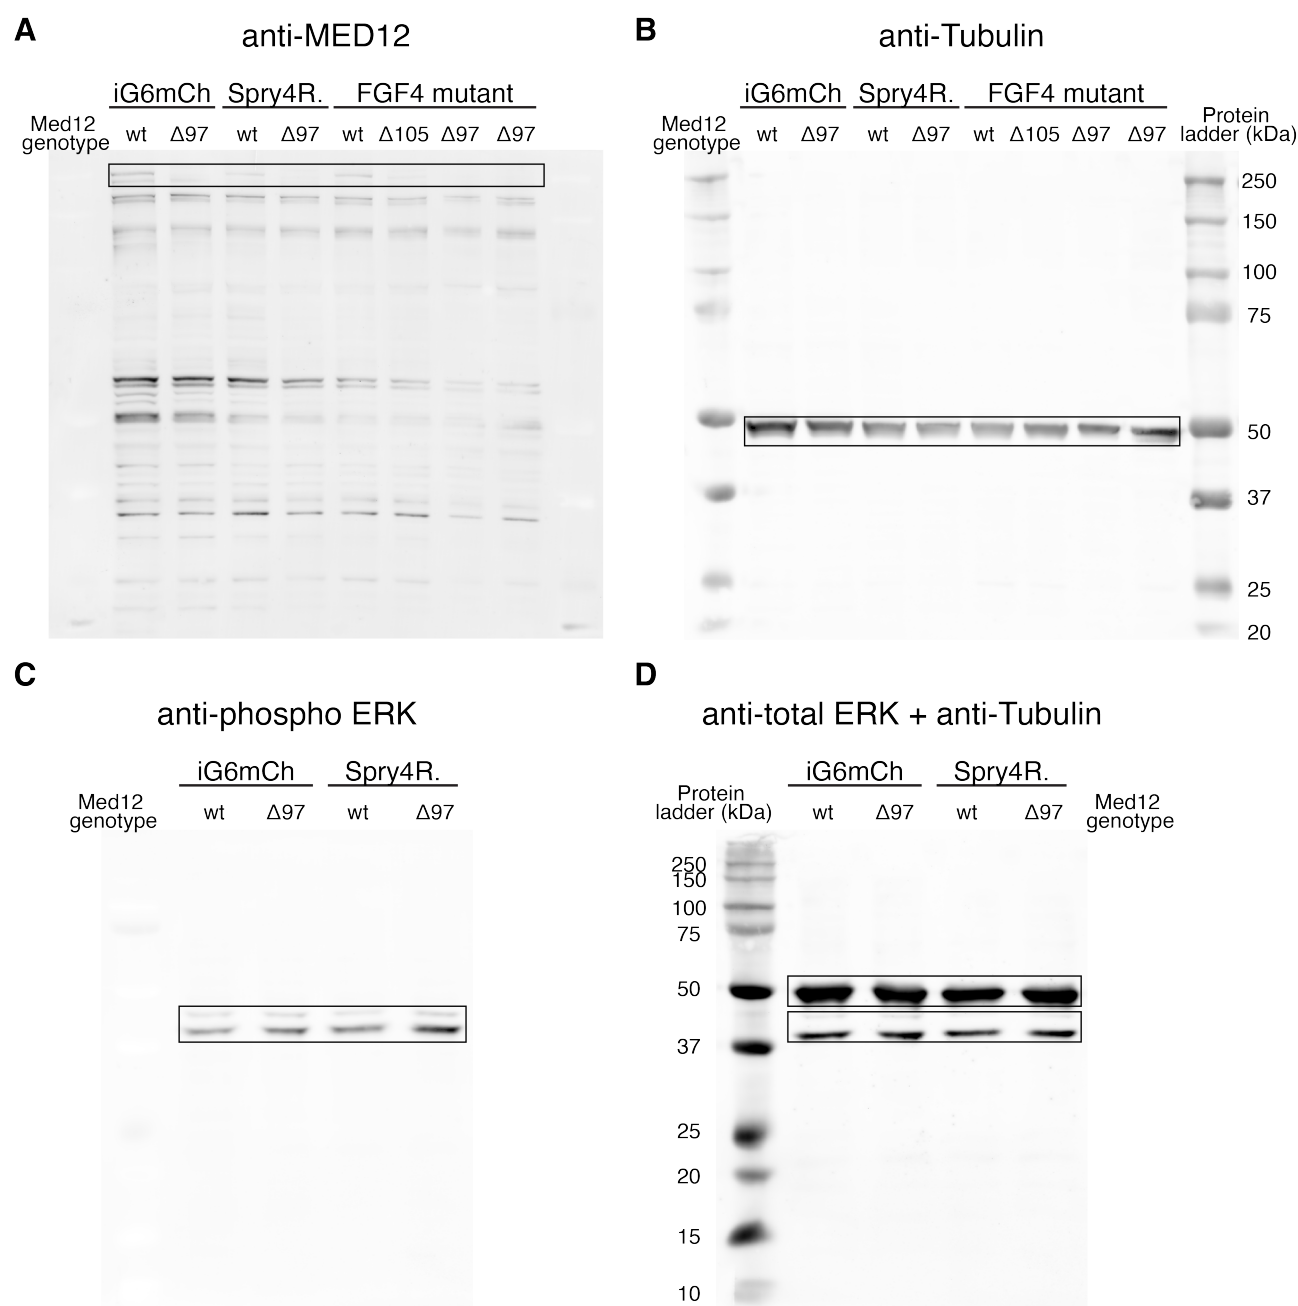 A
anti-MED12
iG6mCh Spry4R. FGF4 mutant
Med12
genotype
wt Δ97 wt Δ97 wt Δ105 Δ97 Δ97
B
anti-Tubulin
iG6mCh Spry4R. FGF4 mutant
Med12
genotype
wt Δ97 wt Δ97 wt Δ105 Δ97 Δ97
Protein
ladder (kDa)
250
150
100
75
50
37
25
20
C
anti-phospho ERK
iG6mCh Spry4R.
Med12
genotype
wt Δ97 wt Δ97
D
anti-total ERK + anti-Tubulin
iG6mCh Spry4R.
Protein
ladder (kDa)
wt Δ97 wt Δ97
Med12
genotype
250
150
100
75
50
37
25
20
15
10